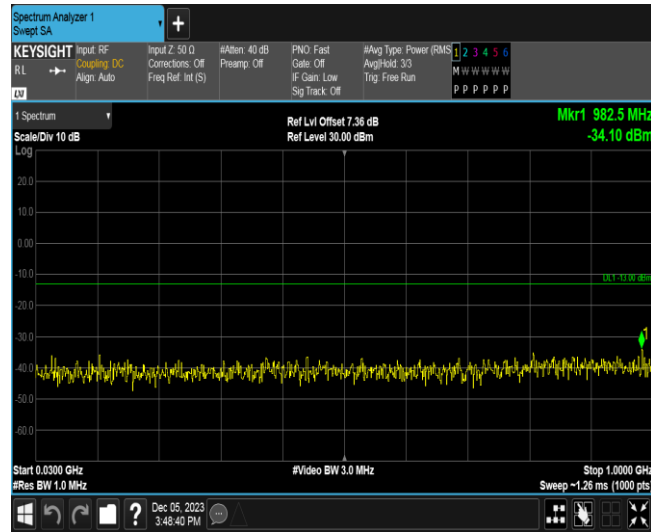 Spectrum Analyzer 1
Swept SA
+
KEYSIGHT Input: RF Input Z: 50 Ω #Atten: 40 dB PNO: Fast #Avg Type: Power (RMS 1 2 3 4 5 6
RL Coupling: DC Corrections: Off Preamp: Off Gate: Off Avg|Hold: 3/3 M W W W W W
Align: Auto Freq Ref: Int (S) IF Gain: Low Trig: Free Run
LXI Sig Track: Off P P P P P P
1 Spectrum Ref Lvl Offset 7.36 dB Mkr1 982.5 MHz
Scale/Div 10 dB Ref Level 30.00 dBm -34.10 dBm
Log
20.0
10.0
0.00
-10.0
DL1 -13.00 dBm
-20.0
-30.0
1
-40.0
-50.0
-60.0
Start 0.0300 GHz #Video BW 3.0 MHz Stop 1.0000 GHz
#Res BW 1.0 MHz Sweep ~1.26 ms (1000 pts)
? Dec 05, 2023
3:48:40 PM